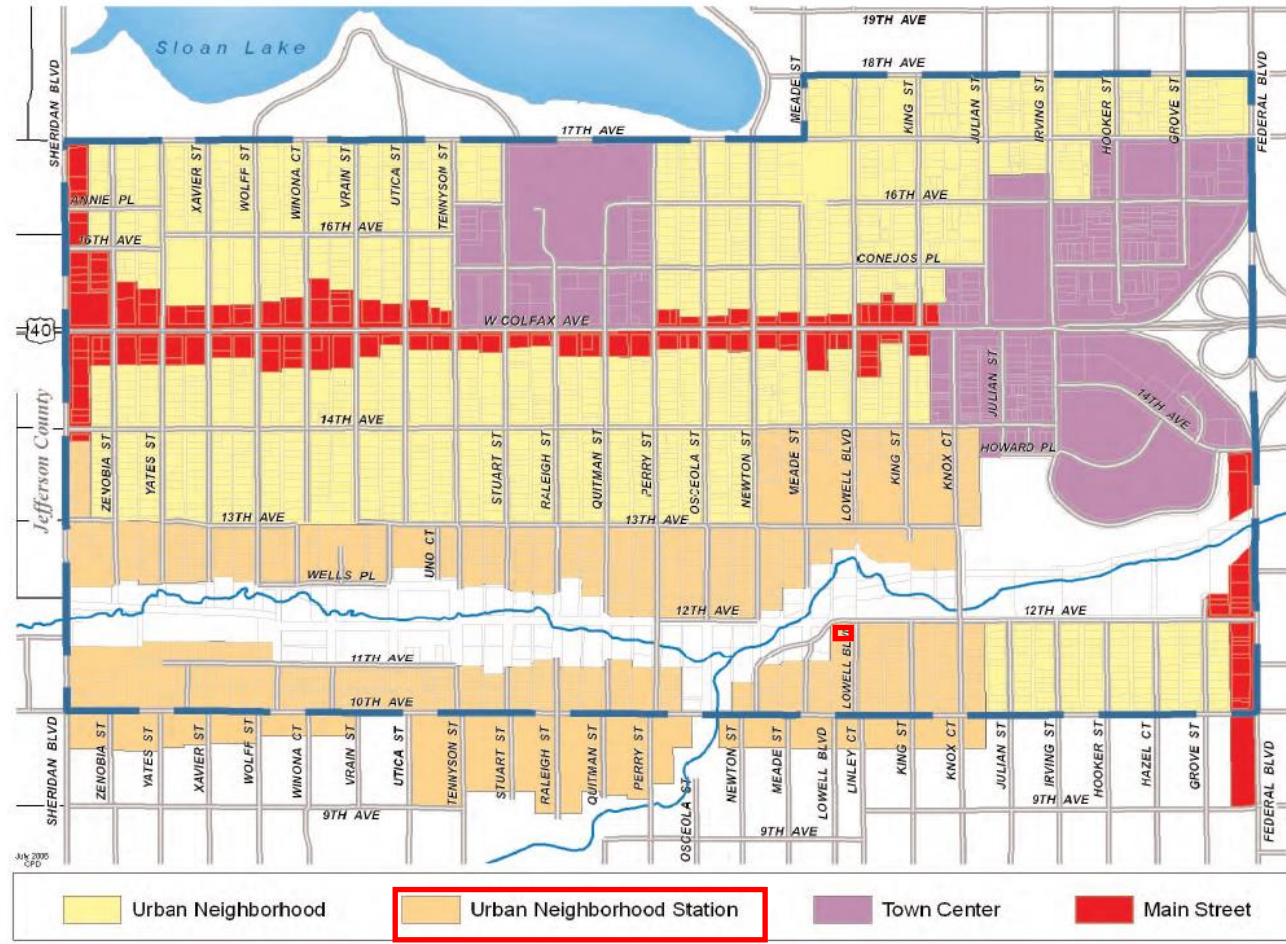 19TH AVE
Sloan Lake
18TH AVE
SHERIDAN BLVD
MEADE ST
KING ST
JULIAN ST
IRVING ST
HOOKER ST
GROVE ST
FEDERAL BLVD
17TH AVE
XAVIER ST
WOLFF ST
WINONA CT
VRAIN ST
UTICA ST
TENNYSON ST
ANNIE PL
16TH AVE
16TH AVE
16TH AVE
CONEJOS PL
40
W COLFAX AVE
Jefferson County
JULIAN ST
14TH AVE
14TH AVE
HOWARD PL
ZENOBIA ST
YATES ST
STUART ST
RALEIGH ST
QUITMAN ST
PERRY ST
OSCEOLA ST
NEWTON ST
MEADE ST
LOWELL BLVD
KING ST
KNOX CT
13TH AVE
13TH AVE
UNO CT
WELLS PL
12TH AVE
12TH AVE
11TH AVE
LOWELL BL
10TH AVE
SHERIDAN BLVD
ZENOBIA ST
YATES ST
XAVIER ST
WOLFF ST
WINONA CT
VRAIN ST
UTICA ST
TENNYSON ST
STUART ST
RALEIGH ST
QUITMAN ST
PERRY ST
OSCEOLA ST
NEWTON ST
MEADE ST
LOWELL BLVD
LINLEY CT
KING ST
KNOX CT
JULIAN ST
IRVING ST
HOOKER ST
HAZEL CT
GROVE ST
FEDERAL BLVD
9TH AVE
9TH AVE
9TH AVE
CPD
Urban Neighborhood
Urban Neighborhood Station
Town Center
Main Street